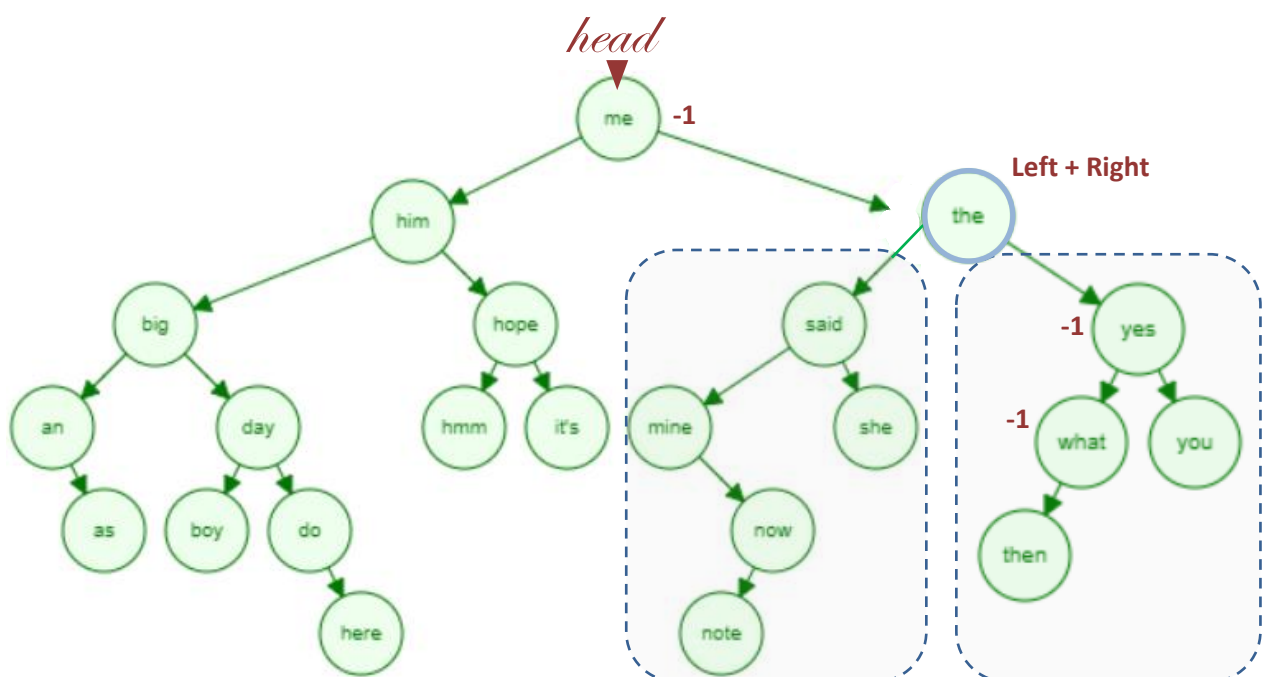 head
me -1
Left + Right
him
the
big
hope
said
-1 yes
an
day
hmm
it's
mine
she
-1 what
you
as
boy
do
now
then
here
note